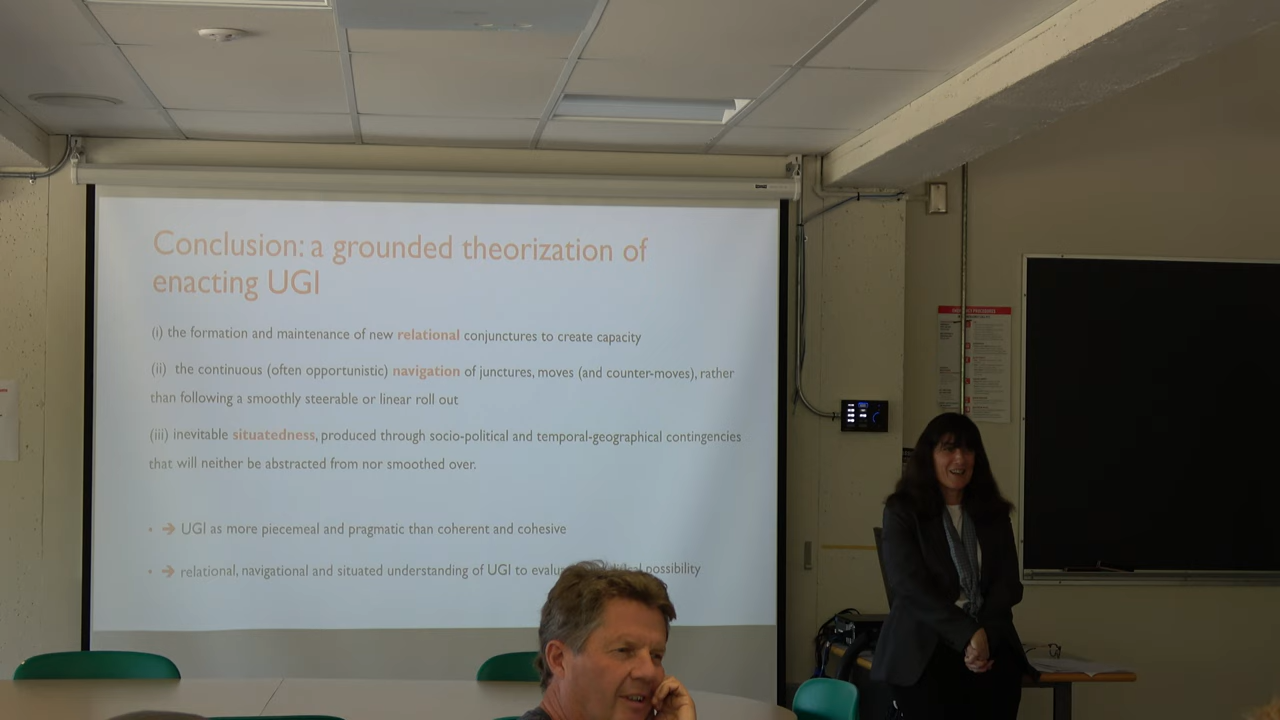 Conclusion: a grounded theorization of
enacting UGI
(i) the formation and maintenance of new relational conjunctures to create capacity
(ii) the continuous (often opportunistic) navigation of junctures, moves (and counter-moves), rather
than following a smoothly steerable or linear roll out
(iii) inevitable situatedness, produced through socio-political and temporal-geographical contingencies
that will neither be abstracted from nor smoothed over.
• → UGI as more piecemeal and pragmatic than coherent and cohesive
• → relational, navigational and situated understanding of UGI to possibility